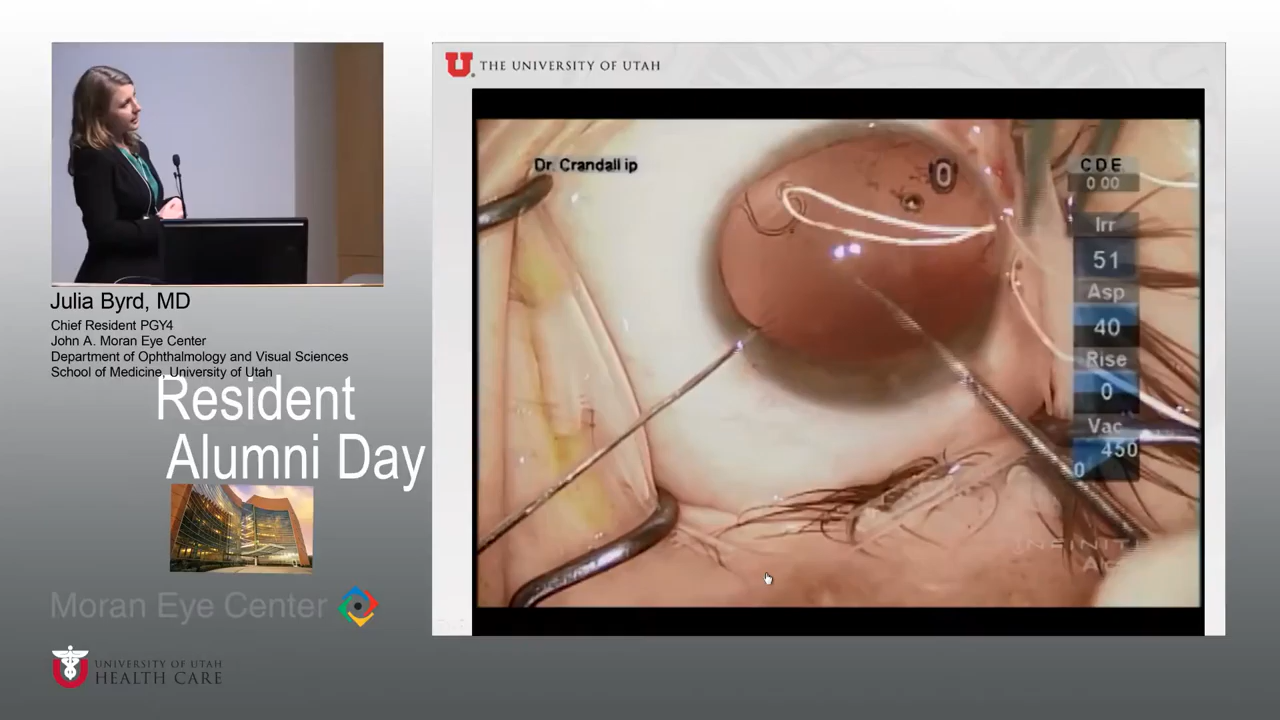 THE UNIVERSITY OF UTAH
Dr. Crandall ip
CDE
0.00
Irr
51
Asp
40
Rise
0
Vac
450
0
Julia Byrd, MD
Chief Resident PGY4
John A. Moran Eye Center
Department of Ophthalmology and Visual Sciences
School of Medicine, University of Utah
Resident
Alumni Day
Moran Eye Center
UNIVERSITY OF UTAH
HEALTH CARE